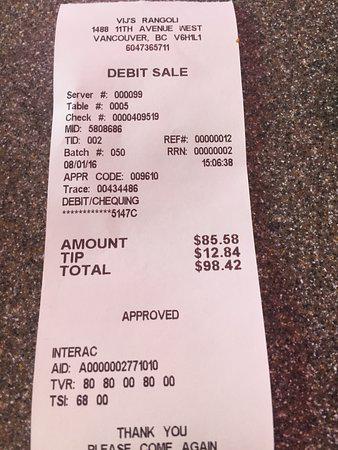 VIJ'S RANGOLI
1488 11TH AVENUE WEST
VANCOUVER, BC V6H1L1
6047365711
DEBIT SALE
Server #: 000099
Table #: 0005
Check #: 0000409519
MID: 5808686
TID: 002 REF#: 00000012
Batch #: 050 RRN: 00000002
08/01/16 15:06:38
APPR CODE: 009610
Trace: 00434486
DEBIT/CHEQUING
************5147C
AMOUNT $85.58
TIP $12.84
TOTAL $98.42
APPROVED
INTERAC
AID: A0000002771010
TVR: 80 80 00 80 00
TSI: 68 00
THANK YOU
PLEASE COME AGAIN